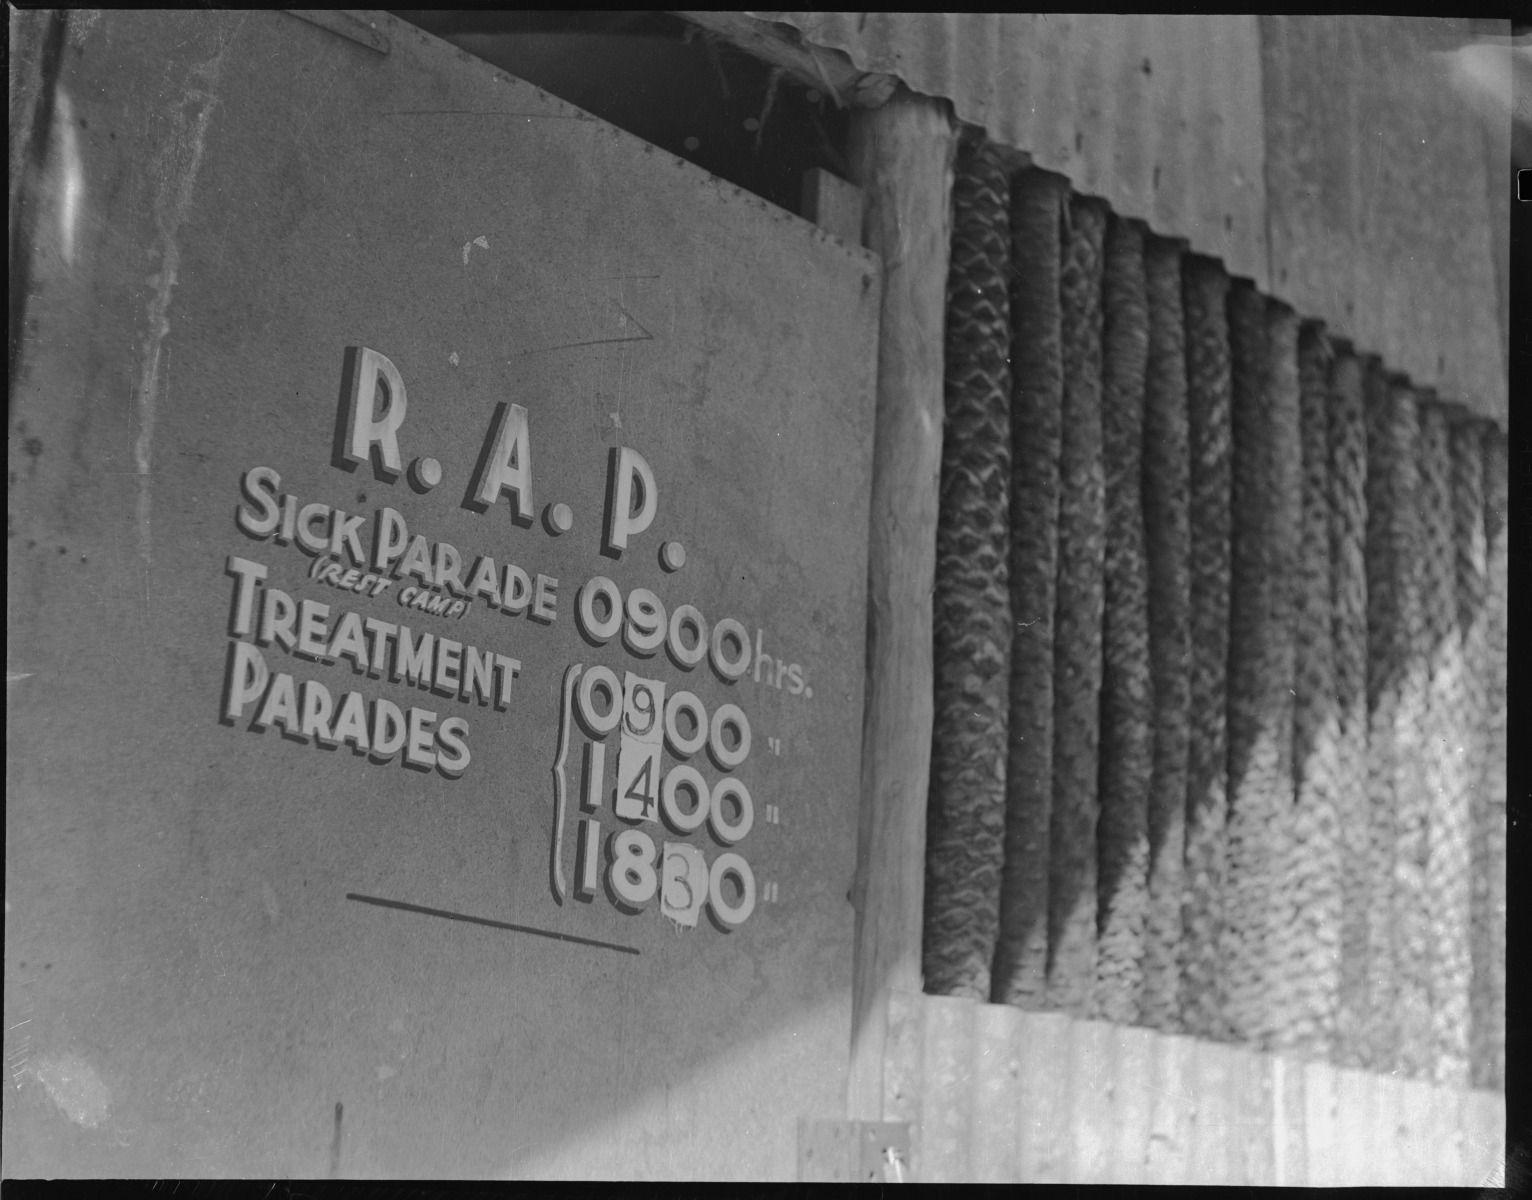 R.A.P.
SICK PARADE 0900 hrs.
(REST CAMP)
TREATMENT PARADES { 0900 "
1400 "
1830 "